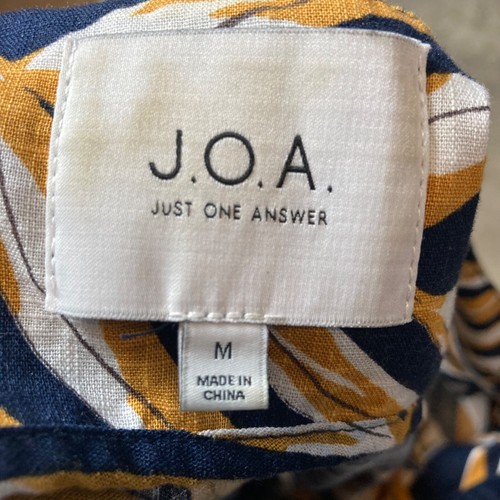 J.O.A.
JUST ONE ANSWER
M
MADE IN
CHINA